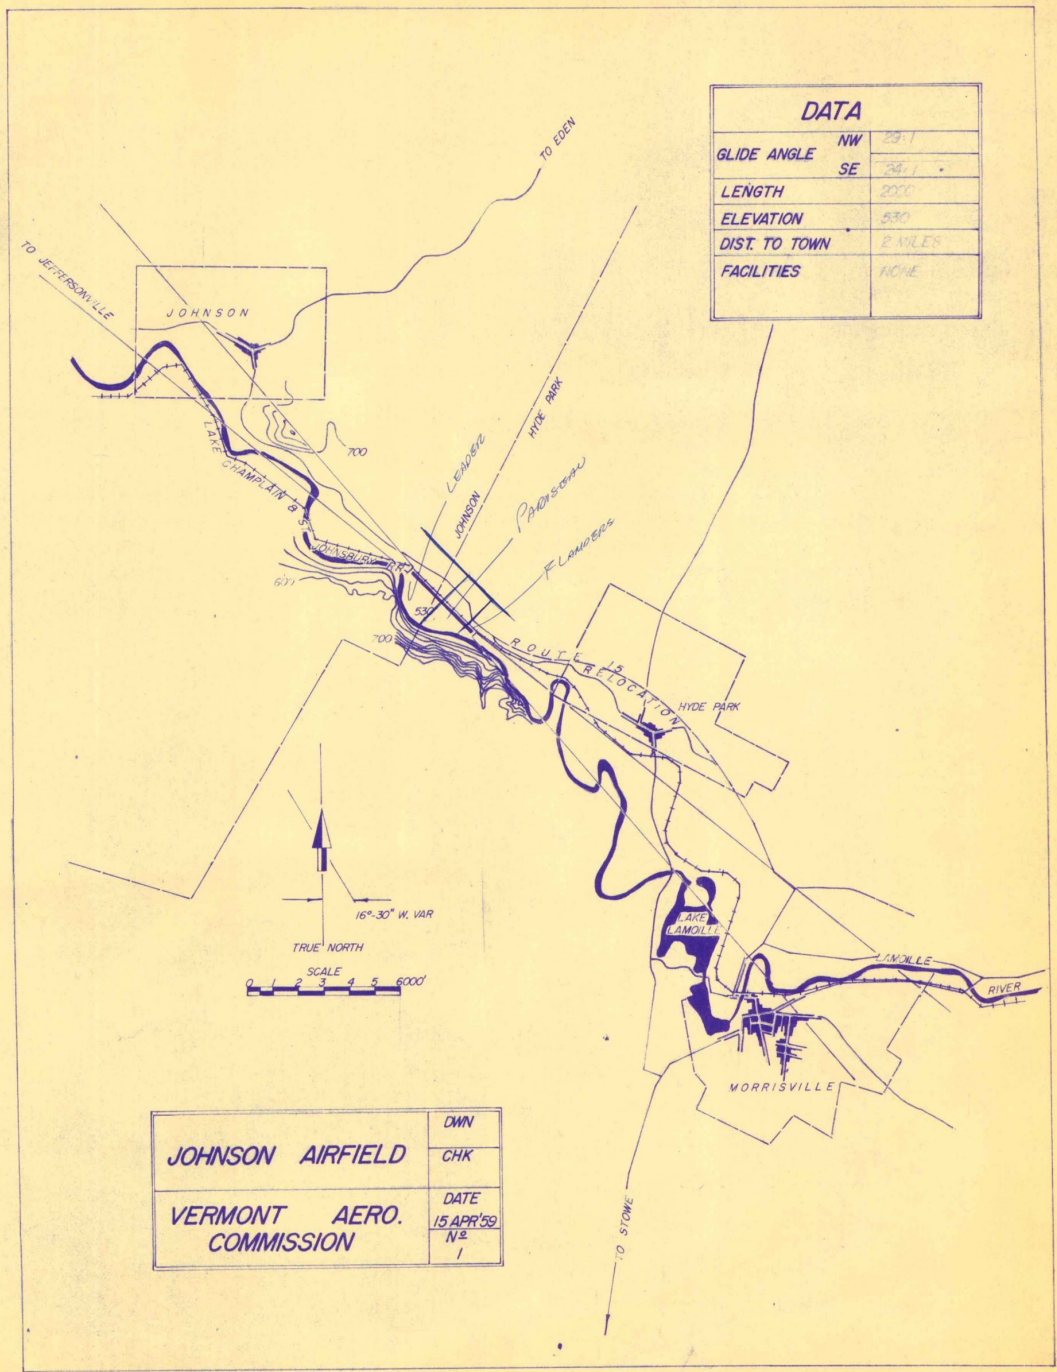 DATA
GLIDE ANGLE NW 29:1
SE 24:1
LENGTH 2000
ELEVATION 530
DIST. TO TOWN 2 MILES
FACILITIES NONE
TO EDEN
TO JEFFERSONVILLE
JOHNSON
700
LAKE CHAMPLAIN & ST. JOHNSBURY R.R.
LEADER
JOHNSON
HYDE PARK
PARISEAU
FLANDERS
600
530
700
ROUTE 15
RELOCATION
HYDE PARK
16°-30" W. VAR
TRUE NORTH
SCALE
0 1 2 3 4 5 6000'
LAKE
LAMOILLE
LAMOILLE
RIVER
MORRISVILLE
TO STOWE
JOHNSON AIRFIELD
DWN
CHK
VERMONT AERO.
COMMISSION
DATE
15 APR '59
Nº
1